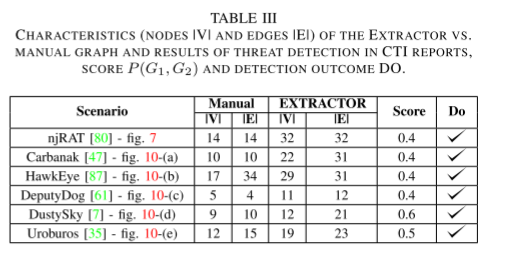 TABLE III
CHARACTERISTICS (NODES |V| AND EDGES |E|) OF THE EXTRACTOR VS.
MANUAL GRAPH AND RESULTS OF THREAT DETECTION IN CTI REPORTS,
SCORE P(G₁, G₂) AND DETECTION OUTCOME DO.
Scenario Manual EXTRACTOR Score Do
|V| |E| |V| |E|
njRAT [80] - fig. 7 14 14 32 32 0.4 ✓
Carbanak [47] - fig. 10-(a) 10 10 22 31 0.4 ✓
HawkEye [87] - fig. 10-(b) 17 34 29 31 0.4 ✓
DeputyDog [61] - fig. 10-(c) 5 4 11 12 0.4 ✓
DustySky [7] - fig. 10-(d) 9 10 12 21 0.6 ✓
Uroburos [35] - fig. 10-(e) 12 15 19 23 0.5 ✓